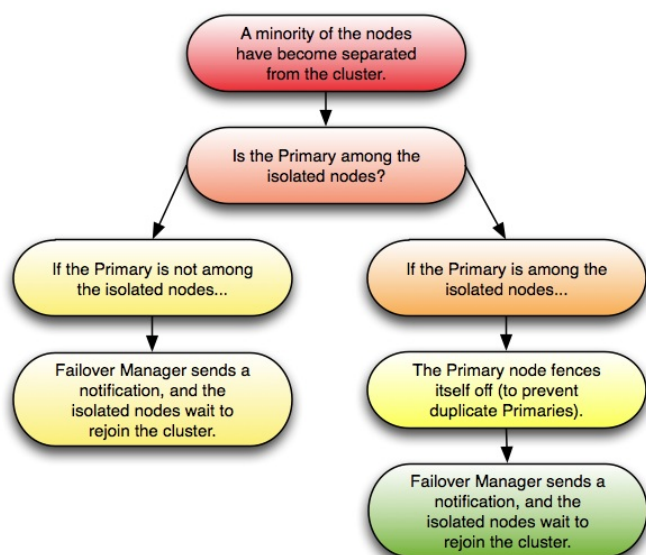 A minority of the nodes
have become separated
from the cluster.
Is the Primary among the
isolated nodes?
If the Primary is not among
the isolated nodes...
If the Primary is among the
isolated nodes...
Failover Manager sends a
notification, and the
isolated nodes wait to
rejoin the cluster.
The Primary node fences
itself off (to prevent
duplicate Primaries).
Failover Manager sends a
notification, and the
isolated nodes wait to
rejoin the cluster.